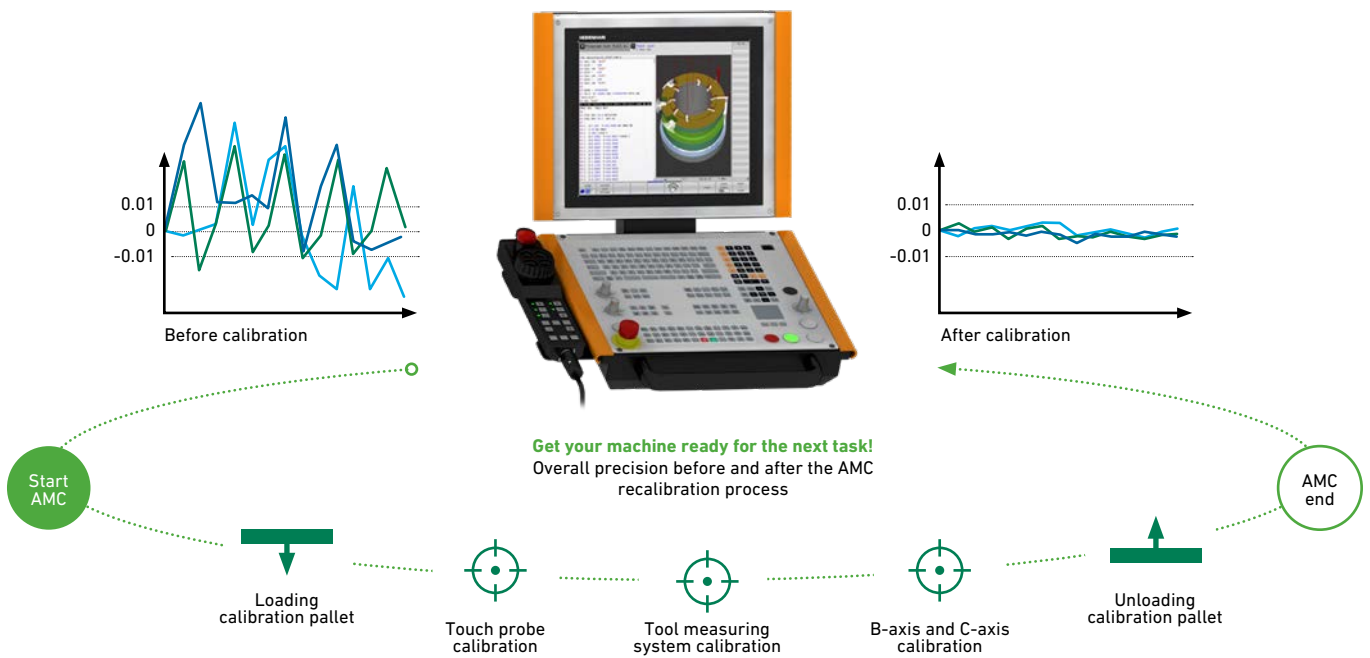 HEIDENHAIN
0.01
0
-0.01
Before calibration
0.01
0
-0.01
After calibration
Get your machine ready for the next task!
Overall precision before and after the AMC
recalibration process
Start
AMC
AMC
end
Loading
calibration pallet
Touch probe
calibration
Tool measuring
system calibration
B-axis and C-axis
calibration
Unloading
calibration pallet